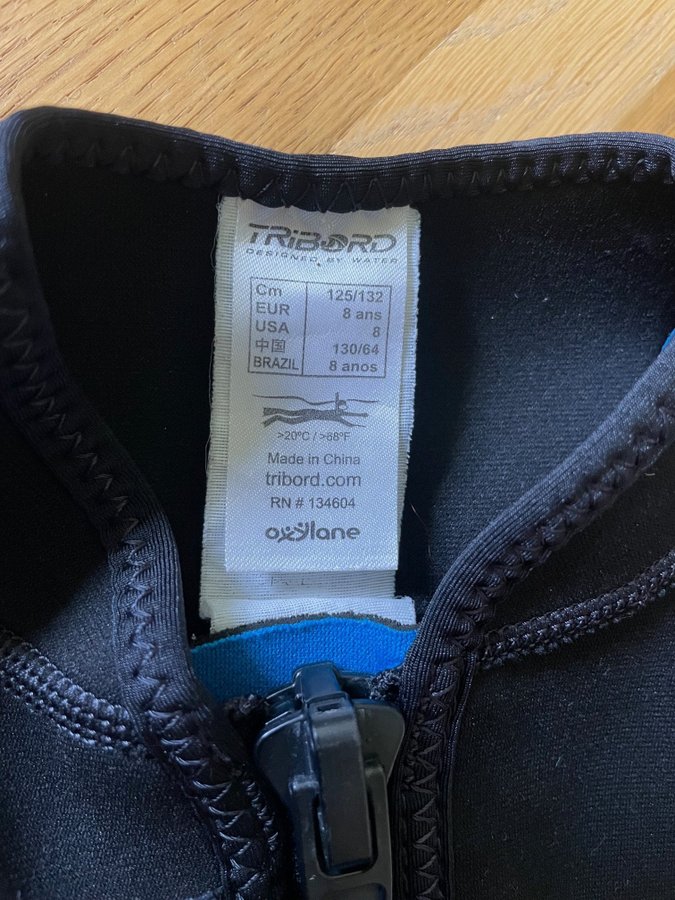 TRIBORD
DESIGNED BY WATER
Cm 125/132
EUR 8 ans
USA 8
中国 130/64
BRAZIL 8 anos
>20°C / >68°F
Made in China
tribord.com
RN # 134604
oxylane